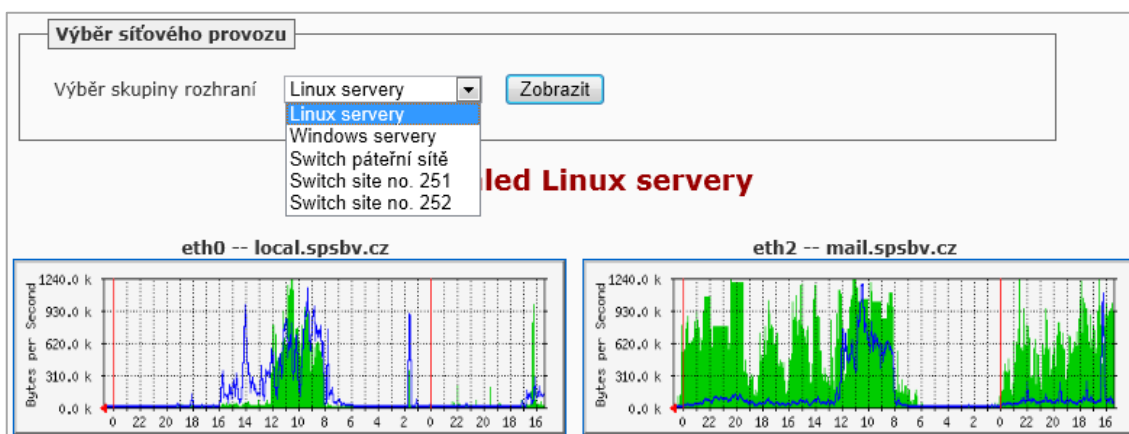 Výběr síťového provozu
Výběr skupiny rozhraní Linux servery Zobrazit
Linux servery
Windows servery
Switch páteřní sítě
Switch site no. 251
Switch site no. 252
led Linux servery
eth0 -- local.spsbv.cz
eth2 -- mail.spsbv.cz
Bytes per Second
1240.0 k
930.0 k
620.0 k
310.0 k
0.0 k
0 22 20 18 16 14 12 10 8 6 4 2 0 22 20 18 16
Bytes per Second
1240.0 k
930.0 k
620.0 k
310.0 k
0.0 k
0 22 20 18 16 14 12 10 8 6 4 2 0 22 20 18 16